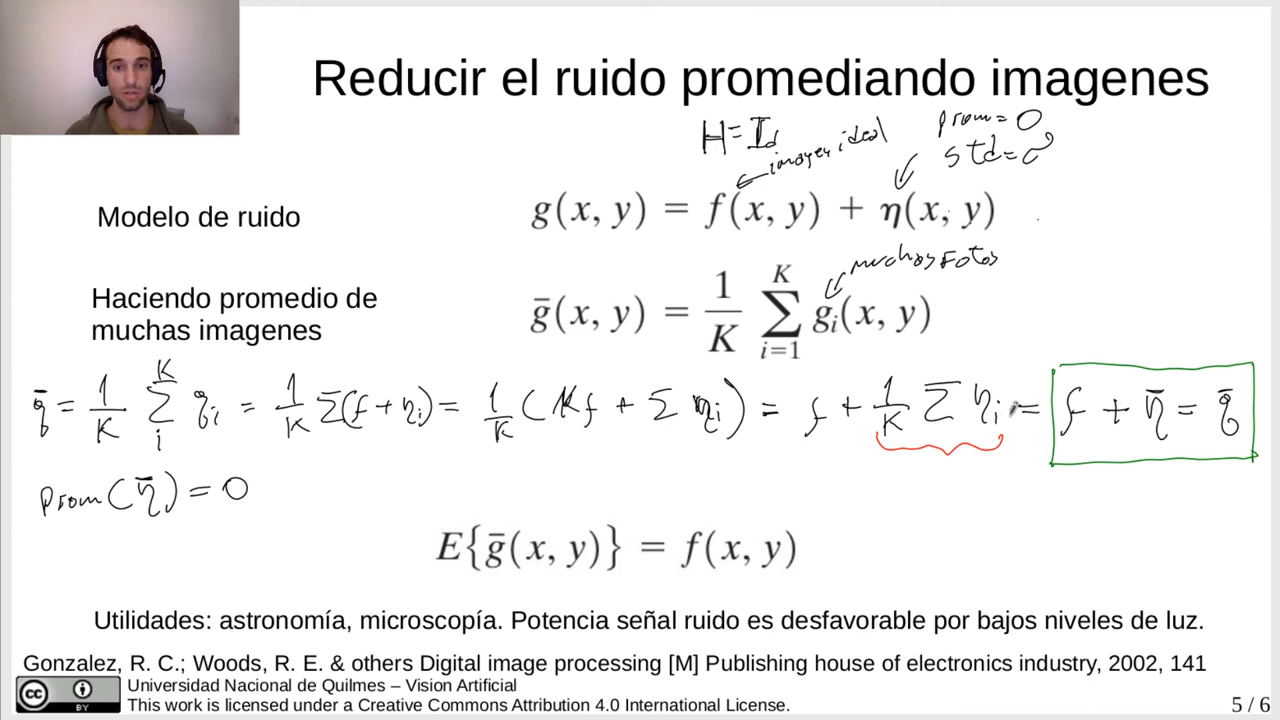 Reducir el ruido promediando imagenes
H = Id
prom = 0
imagen ideal
std = σ
Modelo de ruido
g(x, y) = f(x, y) + η(x, y)
muchas Fotos
Haciendo promedio de
muchas imagenes
ḡ(x, y) = 1/K Σ_{i=1}^{K} g_i(x, y)
ḡ = 1/K Σ_i^K g_i = 1/K Σ(f + η_i) = 1/K (Kf + Σ η_i) = f + 1/K Σ η_i = f + η̄ = ḡ
Prom(η̄) = 0
E{ḡ(x, y)} = f(x, y)
Utilidades: astronomía, microscopía. Potencia señal ruido es desfavorable por bajos niveles de luz.
Gonzalez, R. C.; Woods, R. E. & others Digital image processing [M] Publishing house of electronics industry, 2002, 141
cc BY
Universidad Nacional de Quilmes – Vision Artificial
This work is licensed under a Creative Commons Attribution 4.0 International License.
5 / 6